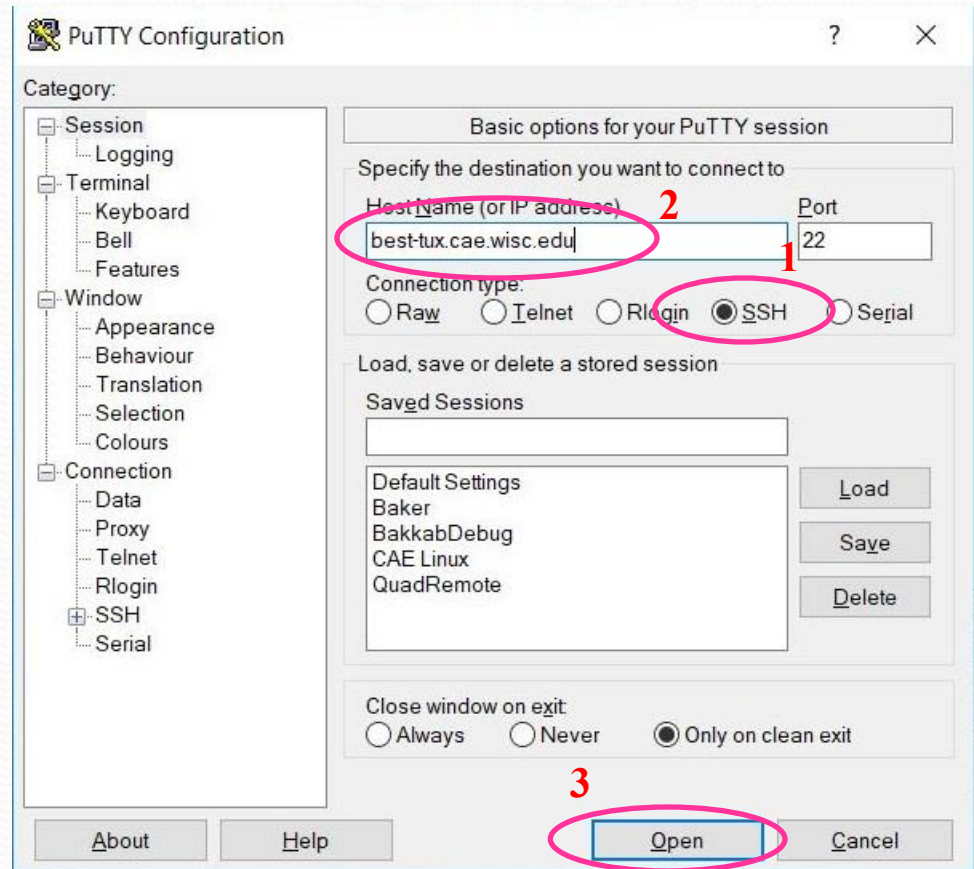 PuTTY Configuration ? ×
Category:
Session
Logging
Terminal
Keyboard
Bell
Features
Window
Appearance
Behaviour
Translation
Selection
Colours
Connection
Data
Proxy
Telnet
Rlogin
SSH
Serial
Basic options for your PuTTY session
Specify the destination you want to connect to
Host Name (or IP address) 2 Port
best-tux.cae.wisc.edu 22
1
Connection type:
Raw Telnet Rlogin SSH Serial
Load, save or delete a stored session
Saved Sessions
Default Settings
Baker
BakkabDebug
CAE Linux
QuadRemote
Load
Save
Delete
Close window on exit:
Always Never Only on clean exit
3
About Help Open Cancel